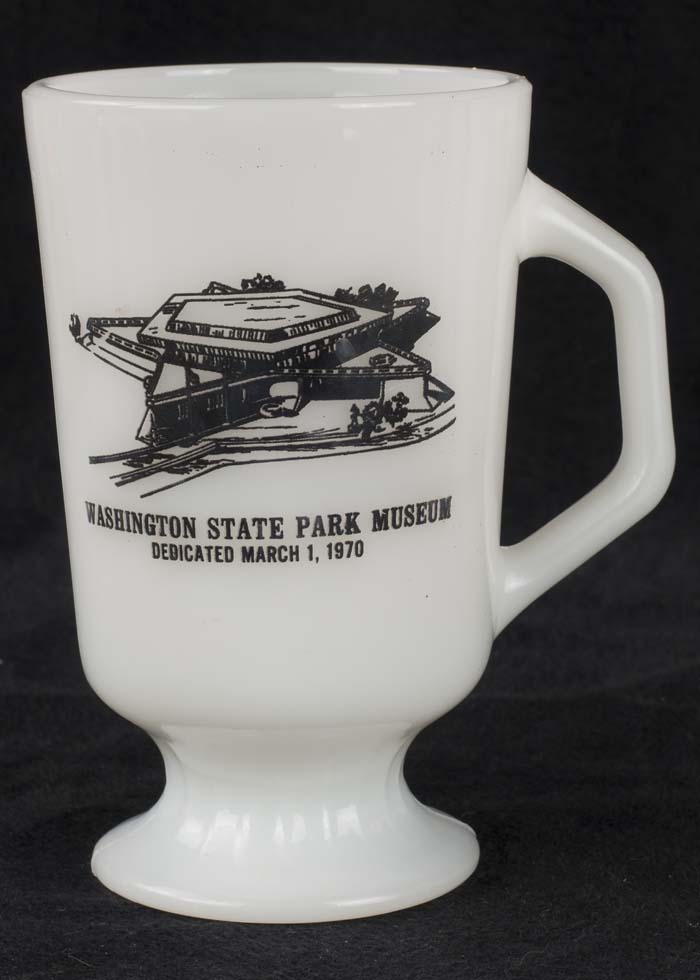 WASHINGTON STATE PARK MUSEUM
DEDICATED MARCH 1, 1970